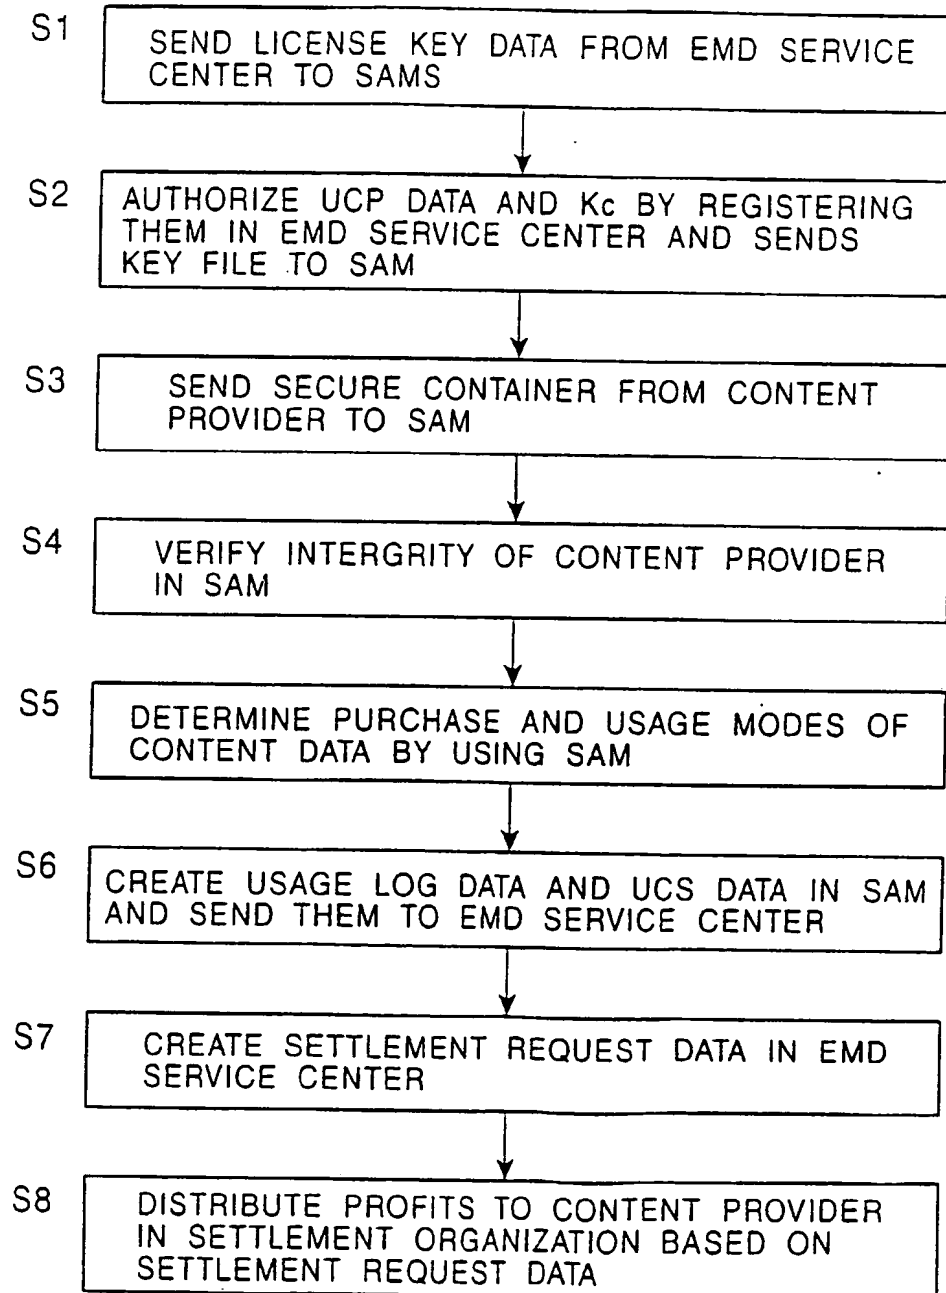 S1
SEND LICENSE KEY DATA FROM EMD SERVICE
CENTER TO SAMS
S2
AUTHORIZE UCP DATA AND Kc BY REGISTERING
THEM IN EMD SERVICE CENTER AND SENDS
KEY FILE TO SAM
S3
SEND SECURE CONTAINER FROM CONTENT
PROVIDER TO SAM
S4
VERIFY INTERGRITY OF CONTENT PROVIDER
IN SAM
S5
DETERMINE PURCHASE AND USAGE MODES OF
CONTENT DATA BY USING SAM
S6
CREATE USAGE LOG DATA AND UCS DATA IN SAM
AND SEND THEM TO EMD SERVICE CENTER
S7
CREATE SETTLEMENT REQUEST DATA IN EMD
SERVICE CENTER
S8
DISTRIBUTE PROFITS TO CONTENT PROVIDER
IN SETTLEMENT ORGANIZATION BASED ON
SETTLEMENT REQUEST DATA